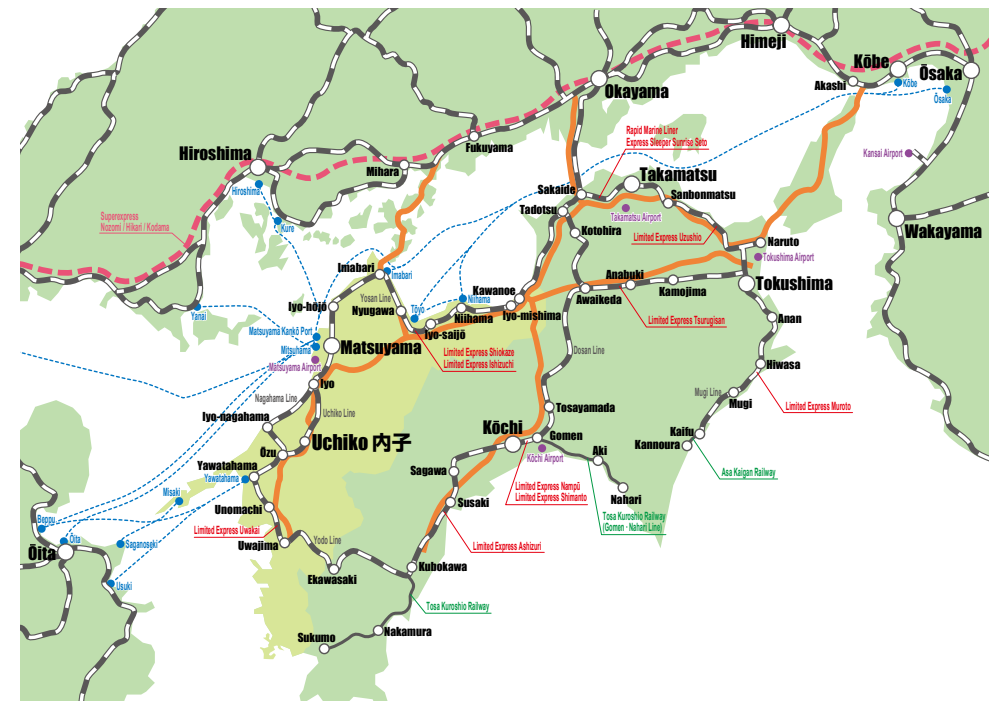 Himeji
Kōbe
Ōsaka
Akashi
Kōbe
Ōsaka
Okayama
Rapid Marine Liner
Express Sleeper Sunrise Seto
Fukuyama
Kansai Airport
Hiroshima
Mihara
Hiroshima
Takamatsu
Sakaide
Sanbonmatsu
Tadotsu
Takamatsu Airport
Superexpress
Nozomi / Hikari / Kodama
Kure
Wakayama
Kotohira
Limited Express Uzushio
Naruto
Tokushima Airport
Imabari
Imabari
Anabuki
Kamojima
Tokushima
Awaikeda
Kawanoe
Niihama
Yosan Line
Iyo-hōjō
Nyugawa
Tōyo
Niihama
Iyo-mishima
Yanai
Limited Express Tsurugisan
Anan
Iyo-saijō
Matsuyama Kankō Port
Mitsuhama
Matsuyama
Limited Express Shiokaze
Limited Express Ishizuchi
Dosan Line
Matsuyama Airport
Hiwasa
Iyo
Nagahama Line
Mugi Line
Mugi
Limited Express Muroto
Tosayamada
Iyo-nagahama
Uchiko Line
Kōchi
Gomen
Kaifu
Kannoura
Uchiko 内子
Ōzu
Kōchi Airport
Aki
Yawatahama
Yawatahama
Sagawa
Asa Kaigan Railway
Limited Express Nampū
Limited Express Shimanto
Nahari
Misaki
Unomachi
Susaki
Tosa Kuroshio Railway
(Gomen - Nahari Line)
Beppu
Limited Express Uwakai
Ōita
Saganoseki
Uwajima
Yodo Line
Limited Express Ashizuri
Ōita
Kubokawa
Ekawasaki
Usuki
Tosa Kuroshio Railway
Nakamura
Sukumo